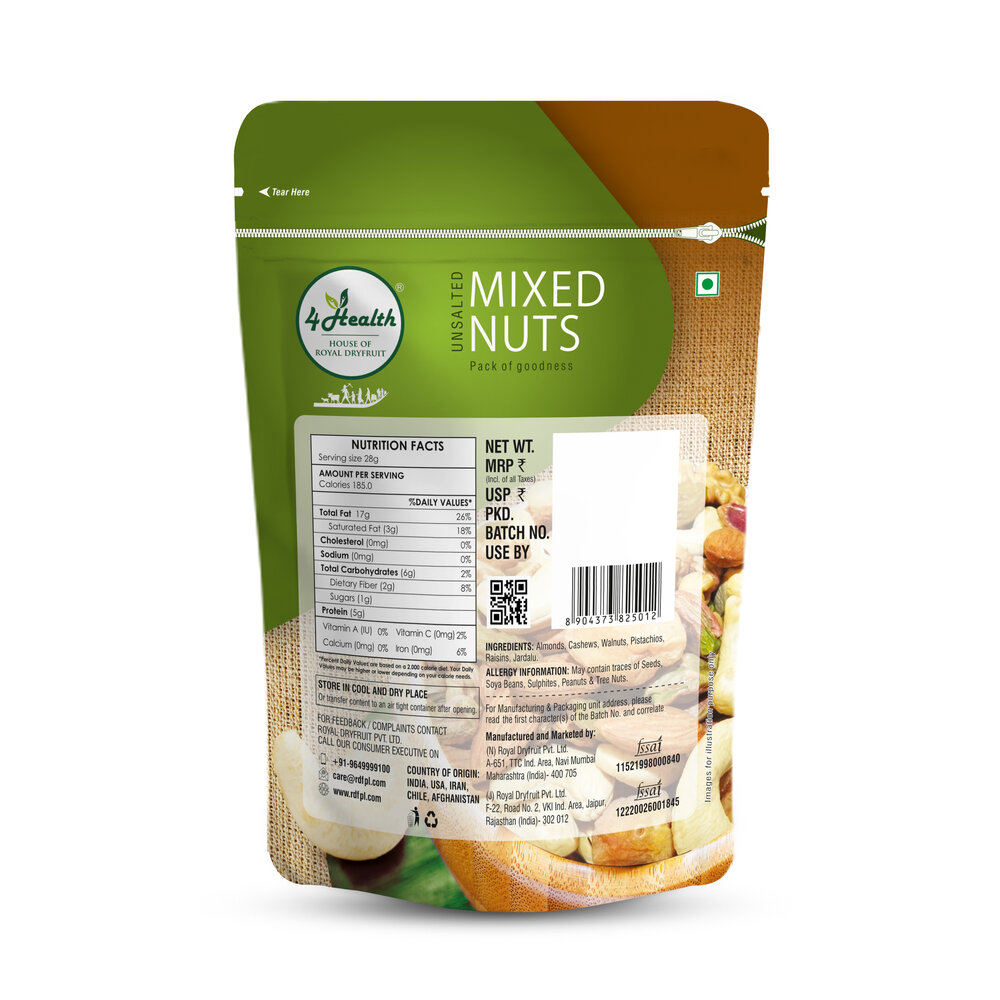 Tear Here
4 Health
®
HOUSE OF
ROYAL DRYFRUIT
UNSALTED
MIXED
NUTS
Pack of goodness
NUTRITION FACTS
Serving size 28g
AMOUNT PER SERVING
Calories 185.0
%DAILY VALUES*
Total Fat 17g 26%
Saturated Fat (3g) 18%
Cholesterol (0mg) 0%
Sodium (0mg) 0%
Total Carbohydrates (6g) 2%
Dietary Fiber (2g) 8%
Sugars (1g)
Protein (5g)
Vitamin A (IU) 0% Vitamin C (0mg) 2%
Calcium (0mg) 0% Iron (0mg) 6%
*Percent Daily Values are based on a 2,000 calorie diet. Your Daily
Values may be higher or lower depending on your calorie needs.
STORE IN COOL AND DRY PLACE
Or transfer content to an air tight container after opening
FOR FEEDBACK / COMPLAINTS CONTACT
ROYAL DRYFRUIT PVT. LTD.
CALL OUR CONSUMER EXECUTIVE ON
+91-9649999100
care@rdfpl.com
www.rdfpl.com
COUNTRY OF ORIGIN:
INDIA, USA, IRAN,
CHILE, AFGHANISTAN
NET WT.
MRP ₹
(Incl. of all Taxes)
USP ₹
PKD.
BATCH NO.
USE BY
8 904373 825012
INGREDIENTS: Almonds, Cashews, Walnuts, Pistachios,
Raisins, Jardalu.
ALLERGY INFORMATION: May contain traces of Seeds,
Soya Beans, Sulphites, Peanuts & Tree Nuts.
For Manufacturing & Packaging unit address, please
read the first character(s) of the Batch No. and correlate
Manufactured and Marketed by:
(N) Royal Dryfruit Pvt. Ltd.
A-651, TTC Ind. Area, Navi Mumbai
Maharashtra (India)- 400 705
fssai
11521998000840
(J) Royal Dryfruit Pvt. Ltd.
F-22, Road No. 2, VKI Ind. Area, Jaipur,
Rajasthan (India)- 302 012
fssai
12220026001845
Images for illustration purpose only